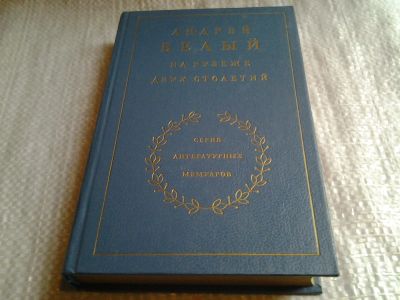 АНДРЕЙ
БЕЛЫЙ
НА РУБЕЖЕ
ДВУХ СТОЛЕТИЙ
СЕРИЯ
ЛИТЕРАТУРНЫХ
МЕМУАРОВ